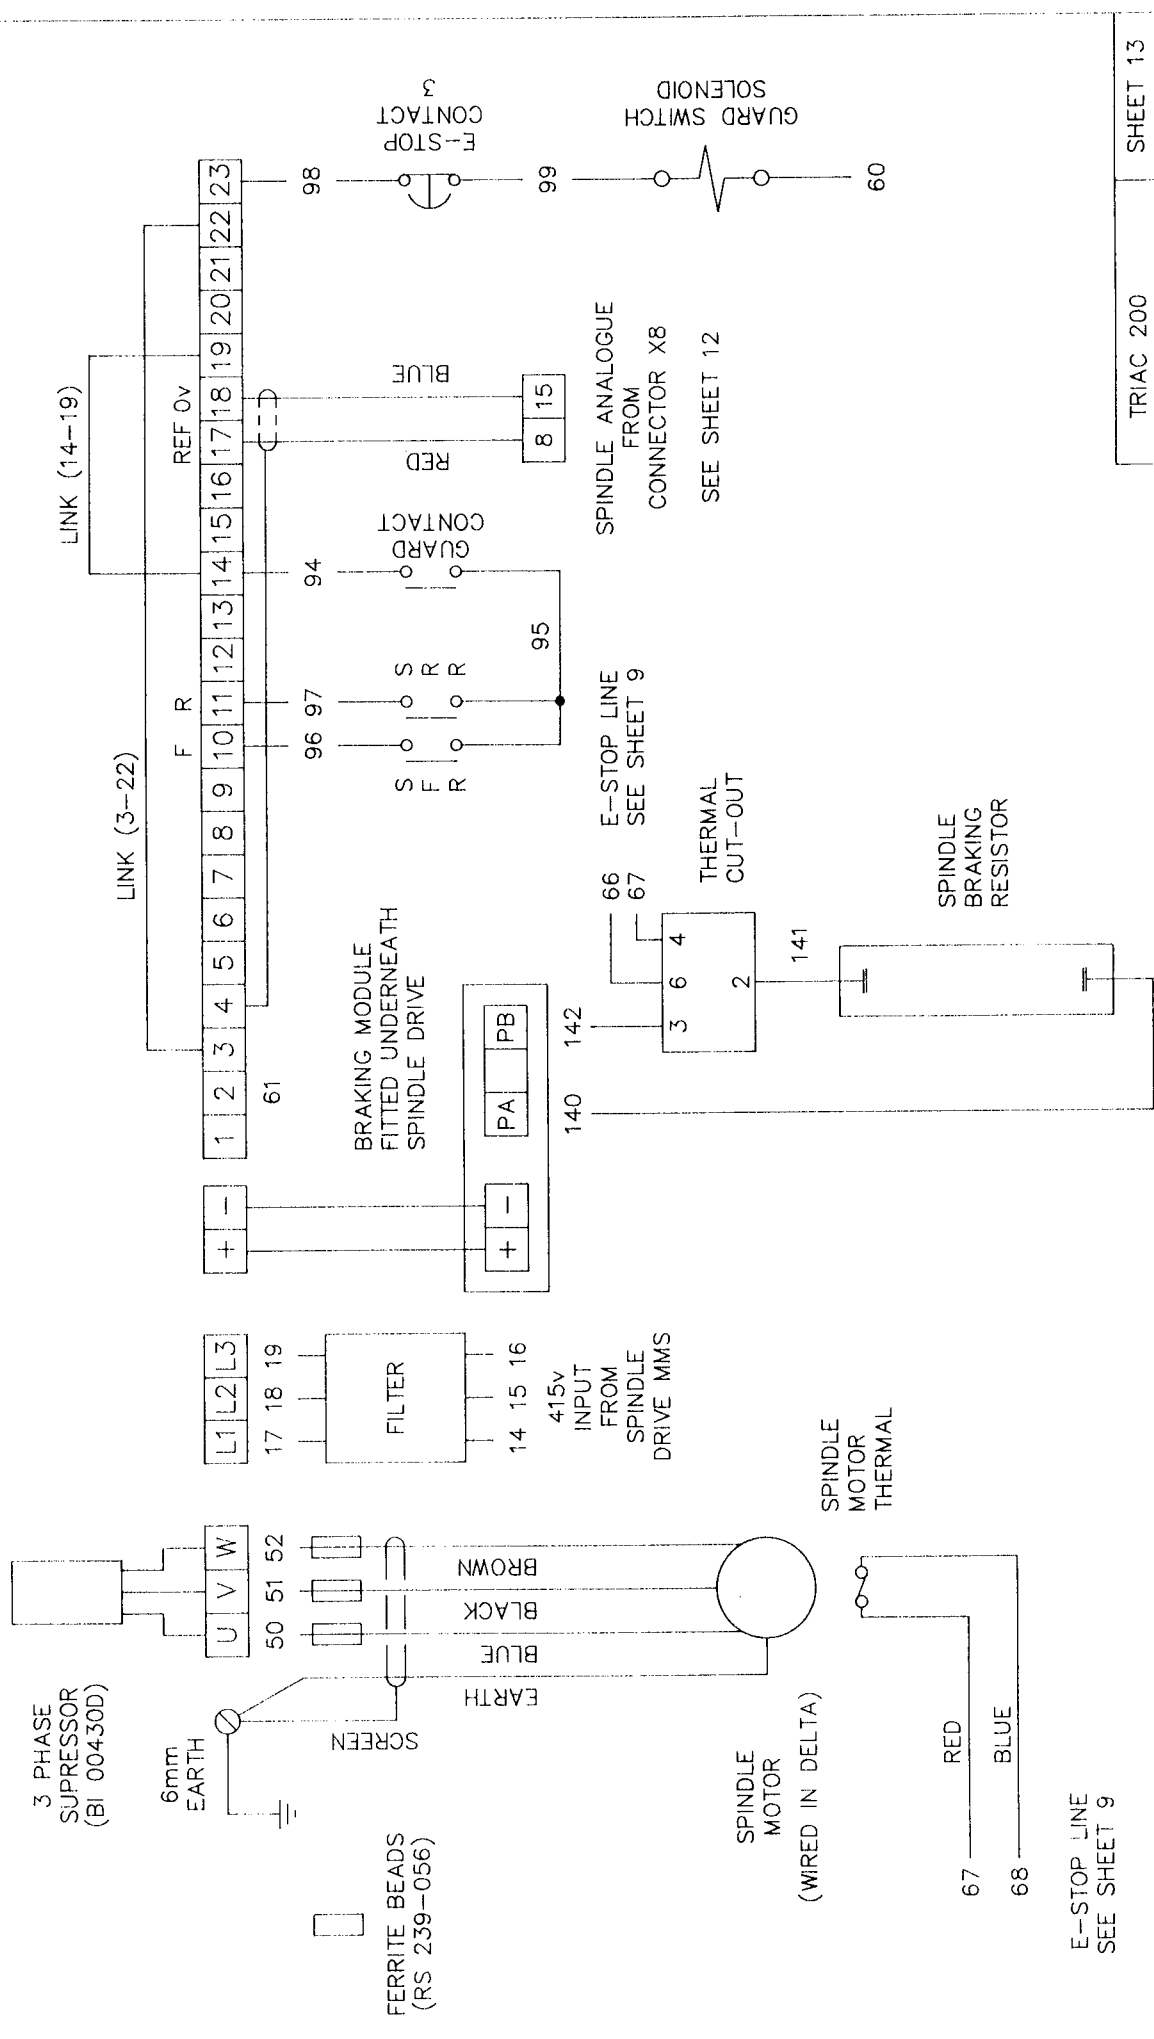 3 PHASE
SUPRESSOR
(BI 00430D)
6mm
EARTH
FERRITE BEADS
(RS 239-056)
U V W
50 51 52
SCREEN
EARTH
BLUE
BLACK
BROWN
SPINDLE
MOTOR
(WIRED IN DELTA)
SPINDLE
MOTOR
THERMAL
67
RED
68
BLUE
E-STOP LINE
SEE SHEET 9
L1 L2 L3
17 18 19
FILTER
14 15 16
415v
INPUT
FROM
SPINDLE
DRIVE MMS
+ -
+ -
BRAKING MODULE
FITTED UNDERNEATH
SPINDLE DRIVE
PA PB
140 142
3 6 4
2
66
67
E-STOP LINE
SEE SHEET 9
THERMAL
CUT-OUT
141
SPINDLE
BRAKING
RESISTOR
LINK (3-22)
LINK (14-19)
F R
REF 0v
1 2 3 4 5 6 7 8 9 10 11 12 13 14 15 16 17 18 19 20 21 22 23
61
96 97
94
98
S
F
R
S
R
R
GUARD
CONTACT
95
RED
BLUE
8 15
SPINDLE ANALOGUE
FROM
CONNECTOR X8
SEE SHEET 12
E-STOP
CONTACT
3
99
GUARD SWITCH
SOLENOID
60
TRIAC 200
SHEET 13